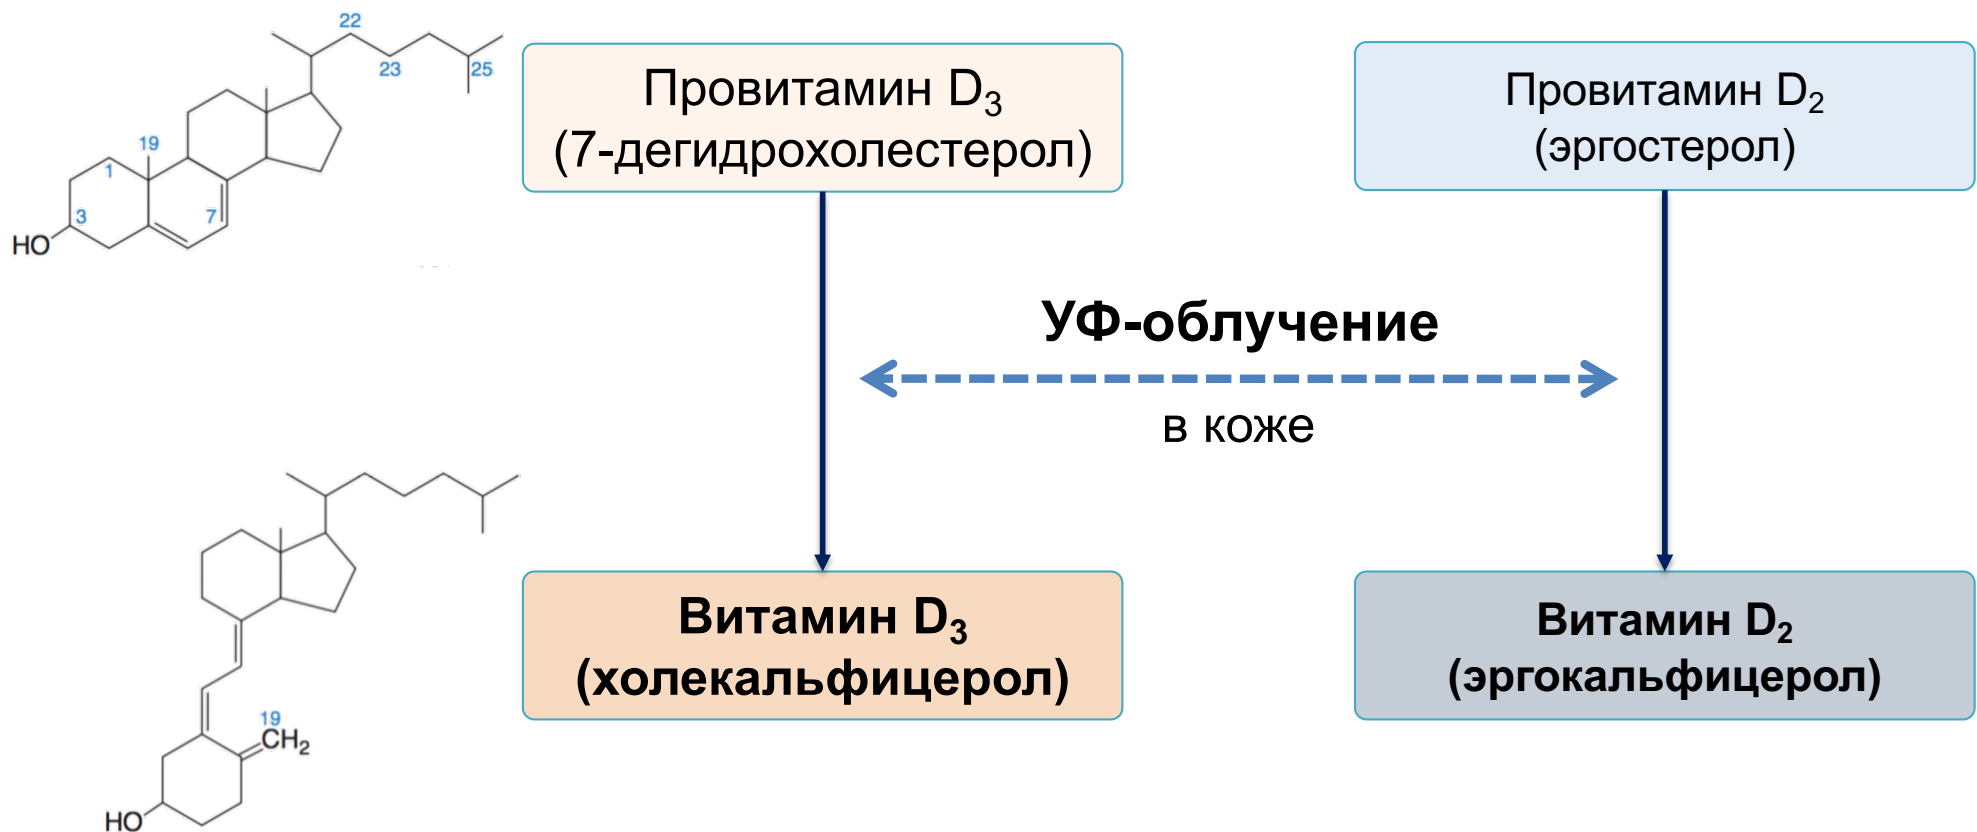 22
23
25
19
1
3
7
HO
Провитамин D₃
(7-дегидрохолестерол)
Провитамин D₂
(эргостерол)
УФ-облучение
в коже
Витамин D₃
(холекальфицерол)
Витамин D₂
(эргокальфицерол)
19
CH₂
HO